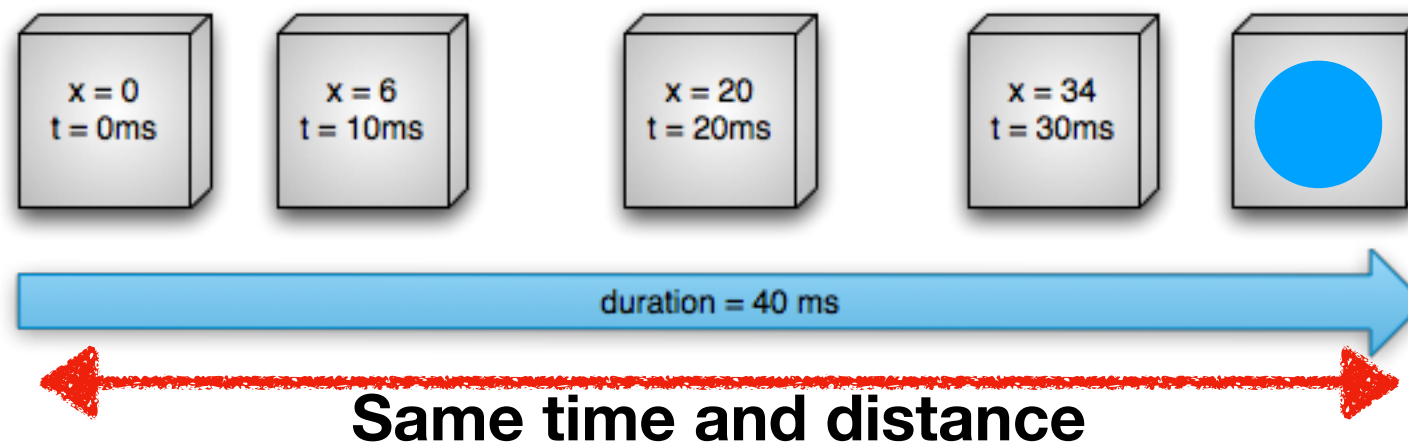 x = 0
t = 0ms
x = 6
t = 10ms
x = 20
t = 20ms
x = 34
t = 30ms
duration = 40 ms
Same time and distance